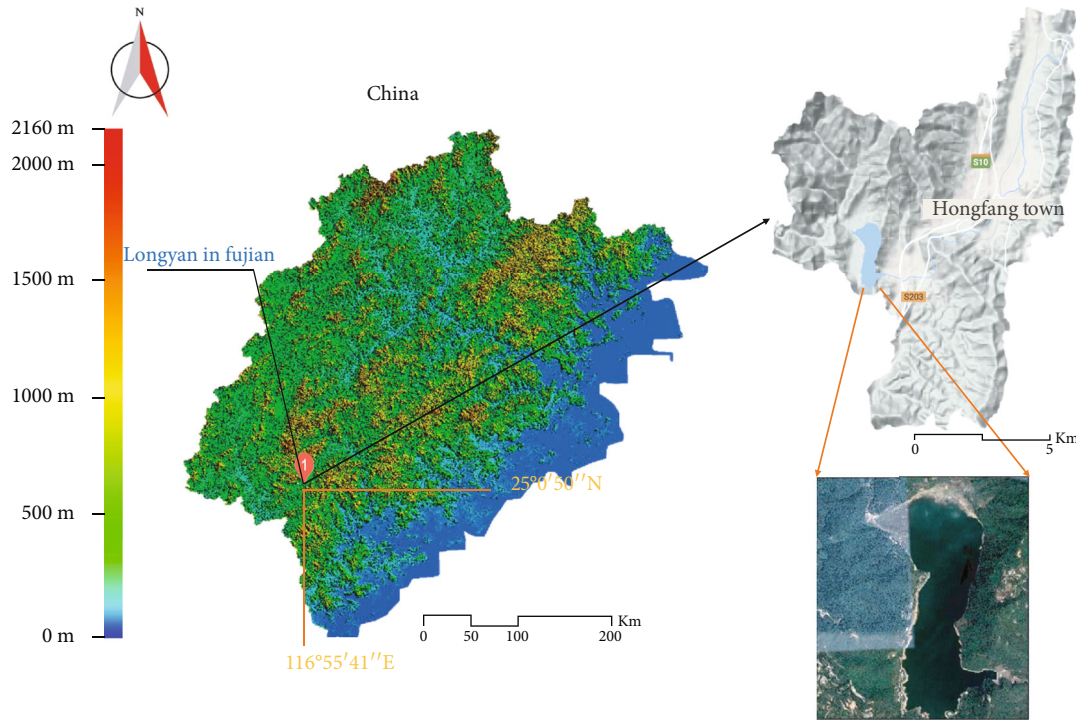 N
China
2160 m
2000 m
1500 m
1000 m
500 m
0 m
Longyan in fujian
1
25°0′50′′N
116°55′41′′E
Km
0 50 100 200
S10
Hongfang town
S203
Km
0 5